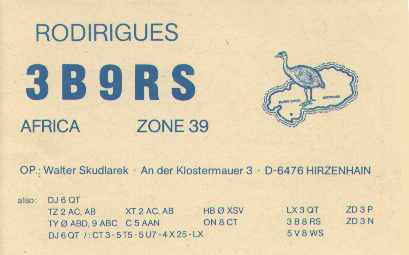 RODIRIGUES
3B9RS
AFRICA ZONE 39
OP.: Walter Skudlarek · An der Klostermauer 3 · D-6476 HIRZENHAIN
also: DJ 6 QT
TZ 2 AC, AB XT 2 AC, AB HB Ø XSV LX 3 QT ZD 3 P
TY Ø ABD, 9 ABC C 5 AAN ON 8 CT 3 B 8 RS ZD 3 N
DJ 6 QT / : CT 3 - 5 T5 - 5 U7 - 4 X 25 - LX 5 V 8 WS